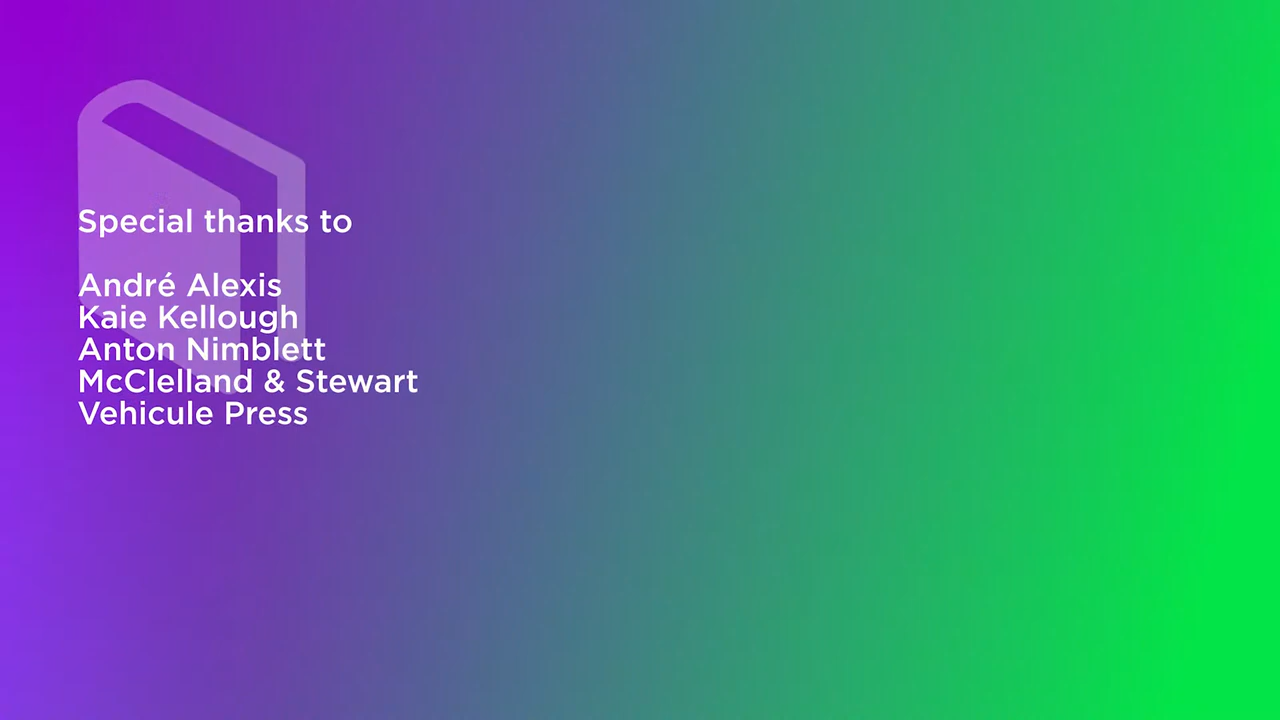 Special thanks to
André Alexis
Kaie Kellough
Anton Nimblett
McClelland & Stewart
Vehicule Press